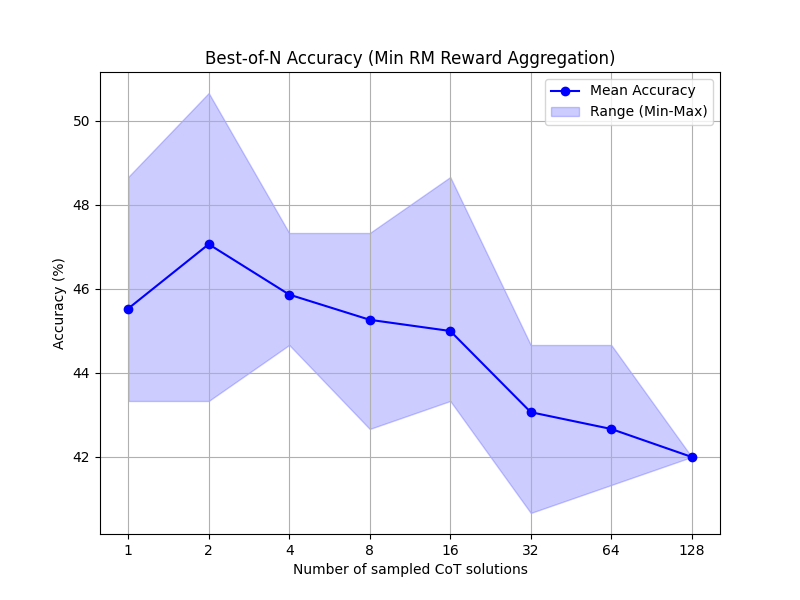 Best-of-N Accuracy (Min RM Reward Aggregation)
Mean Accuracy
Range (Min-Max)
Accuracy (%)
50
48
46
44
42
1 2 4 8 16 32 64 128
Number of sampled CoT solutions